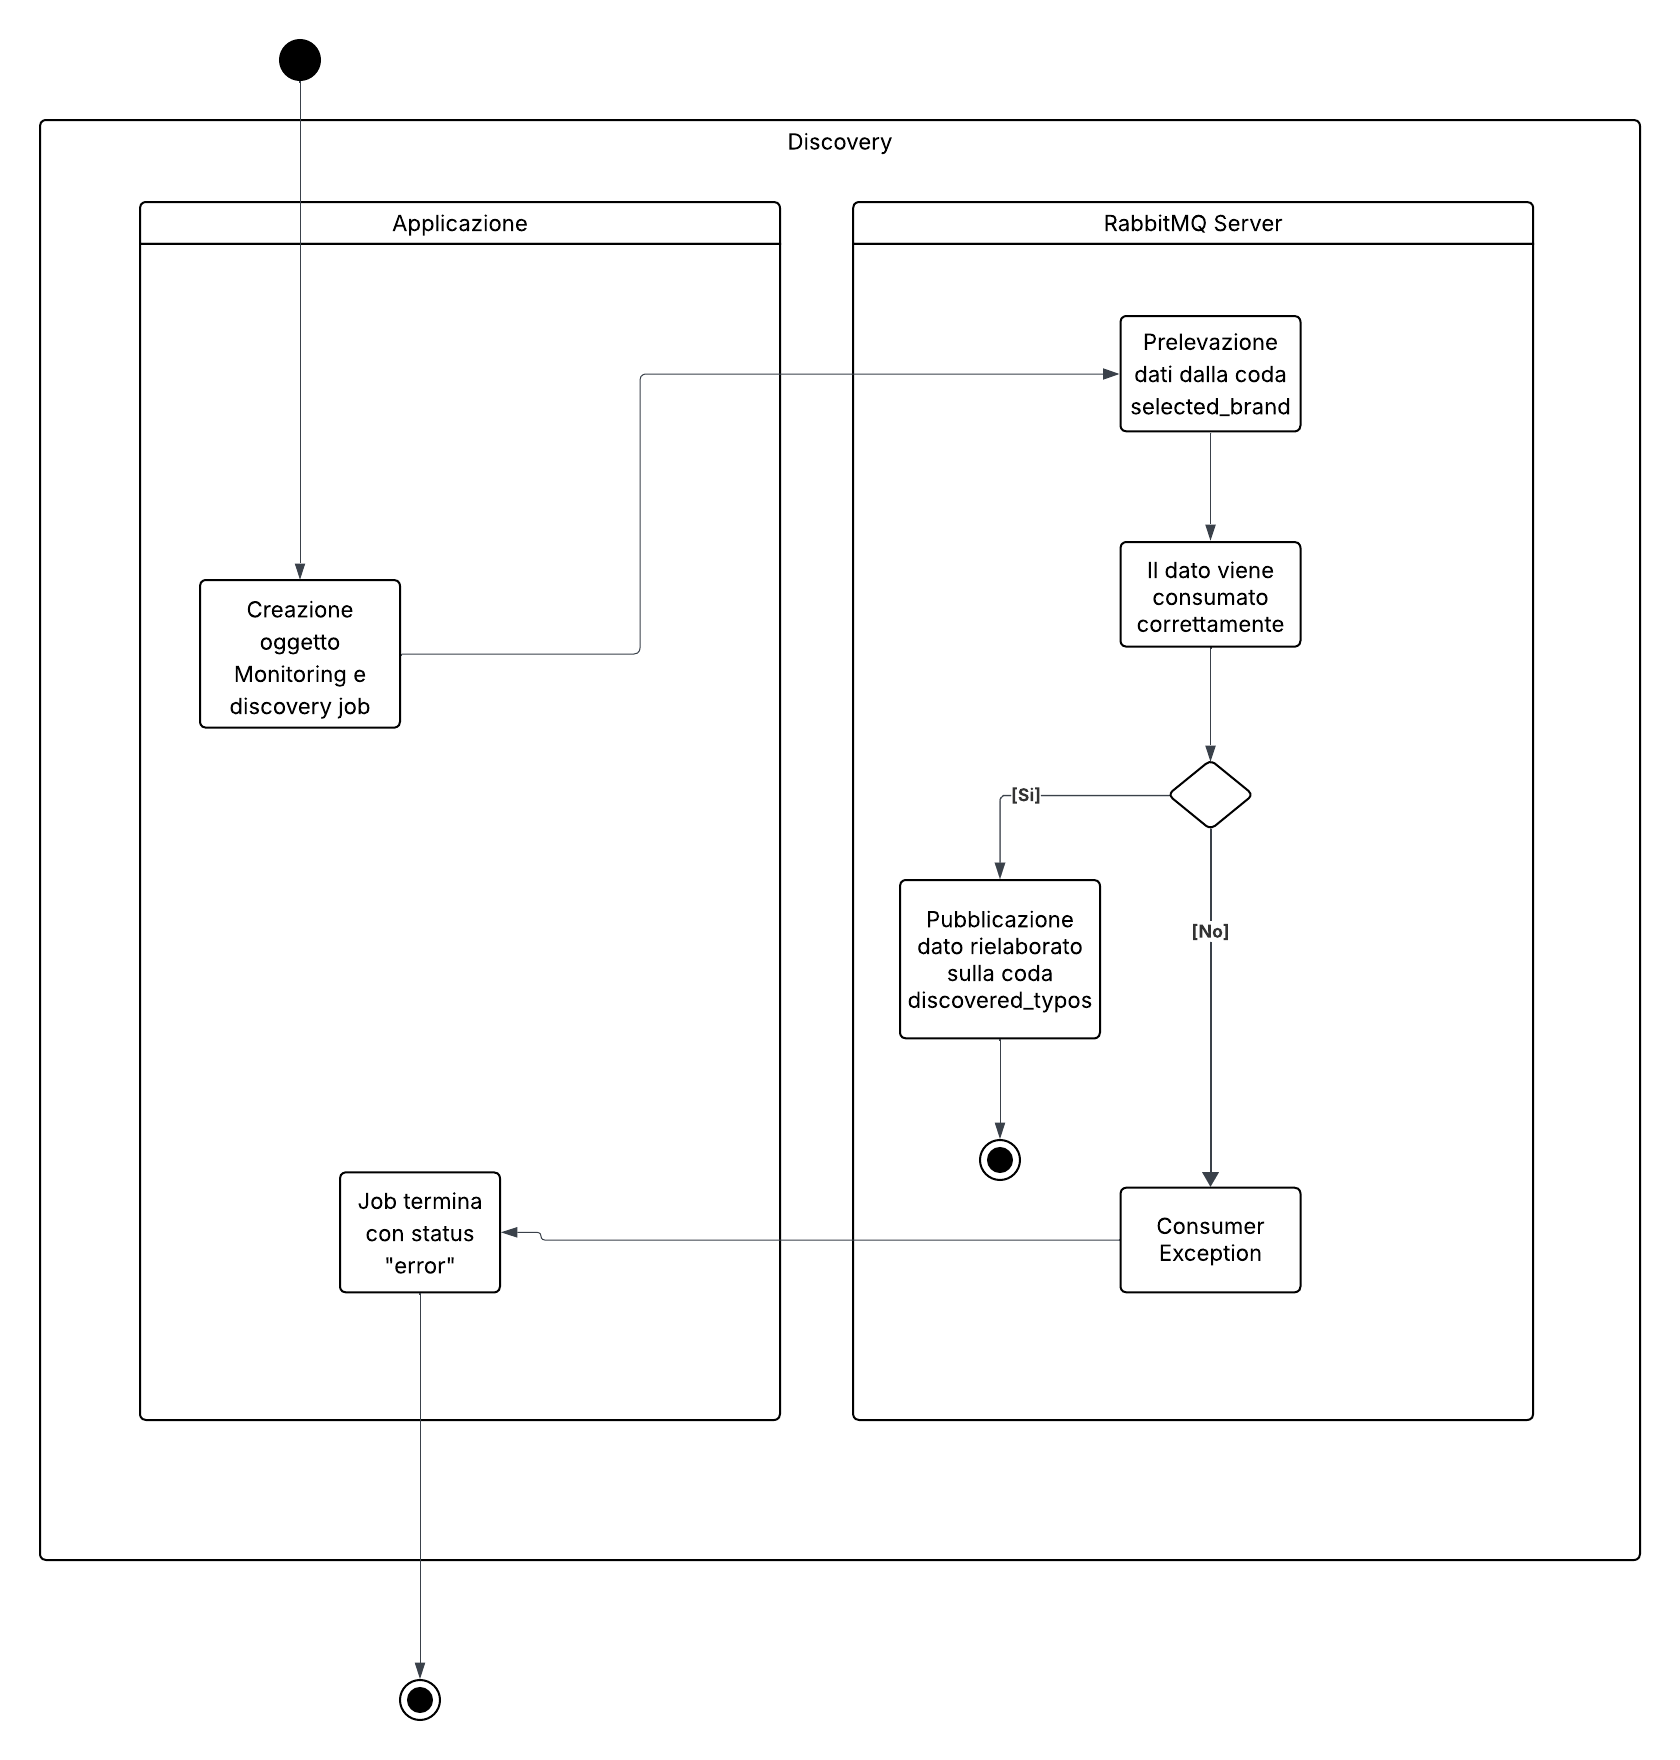 Discovery
Applicazione
RabbitMQ Server
Prelevazione
dati dalla coda
selected_brand
Il dato viene
consumato
correttamente
Creazione
oggetto
Monitoring e
discovery job
[Si]
[No]
Pubblicazione
dato rielaborato
sulla coda
discovered_typos
Job termina
con status
"error"
Consumer
Exception